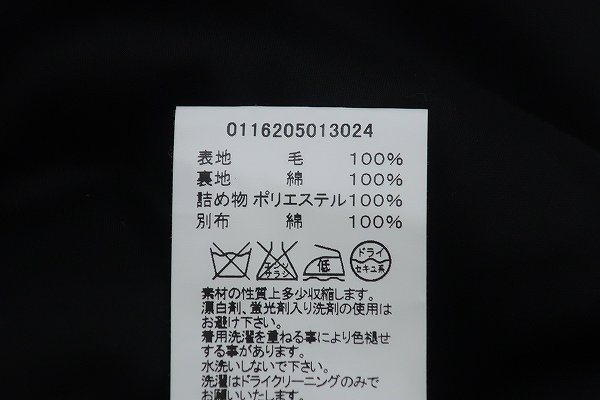 0116205013024
表地 毛 100%
裏地 綿 100%
詰め物 ポリエステル100%
別布 綿 100%
エンソ サラシ 低 ドライ セキユ系
素材の性質上多少収縮します。
漂白剤、蛍光剤入り洗剤の使用は
お避け下さい。
着用洗濯を重ねる事により色褪せ
する事があります。
水洗いしないで下さい。
洗濯はドライクリーニングのみで
お願いいたします。